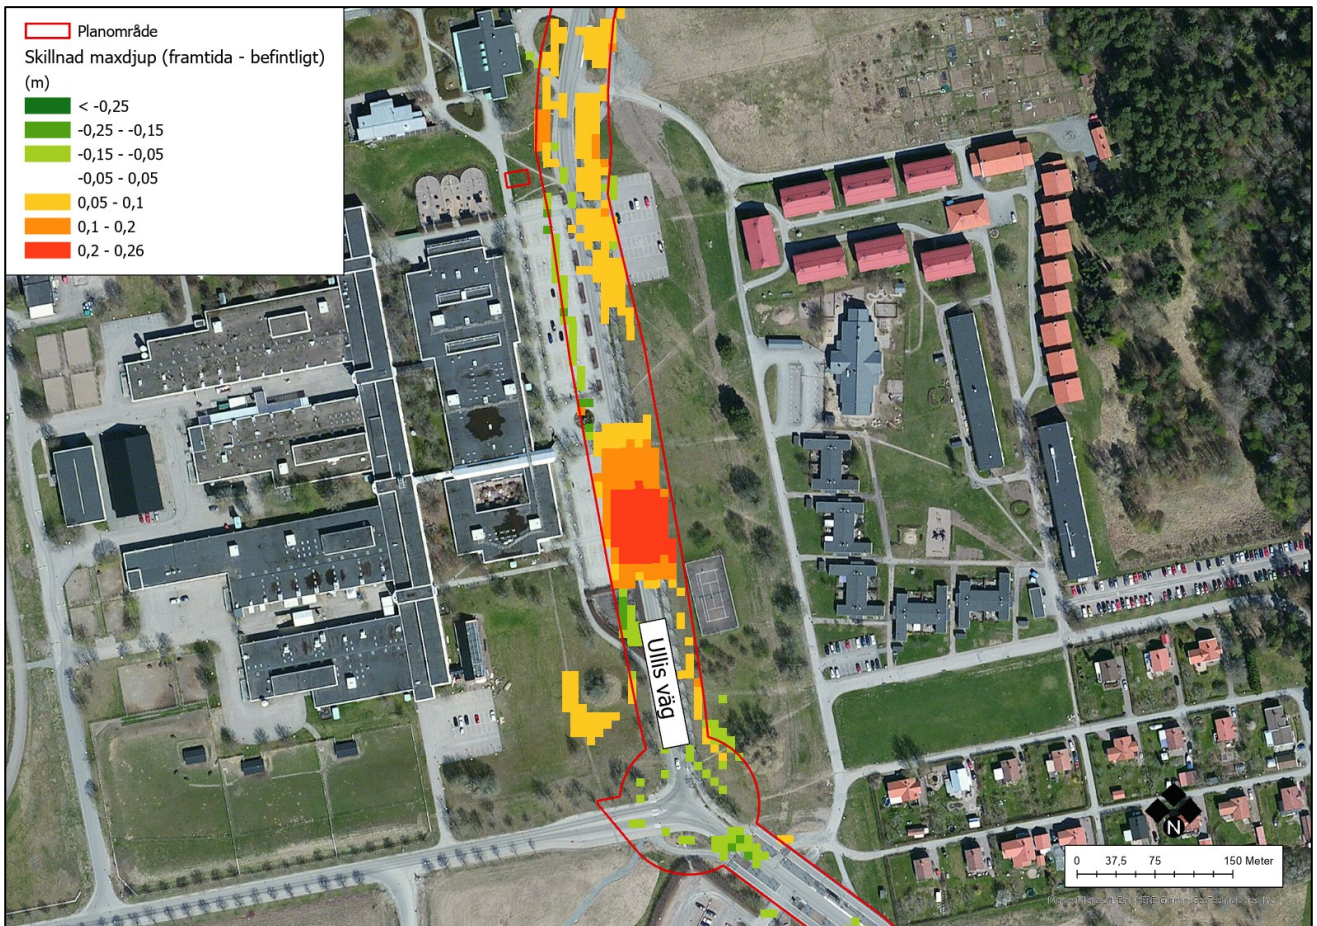 Planområde
Skillnad maxdjup (framtida - befintligt)
(m)
< -0,25
-0,25 - -0,15
-0,15 - -0,05
-0,05 - 0,05
0,05 - 0,1
0,1 - 0,2
0,2 - 0,26
Ullis väg
N
0 37,5 75 150 Meter